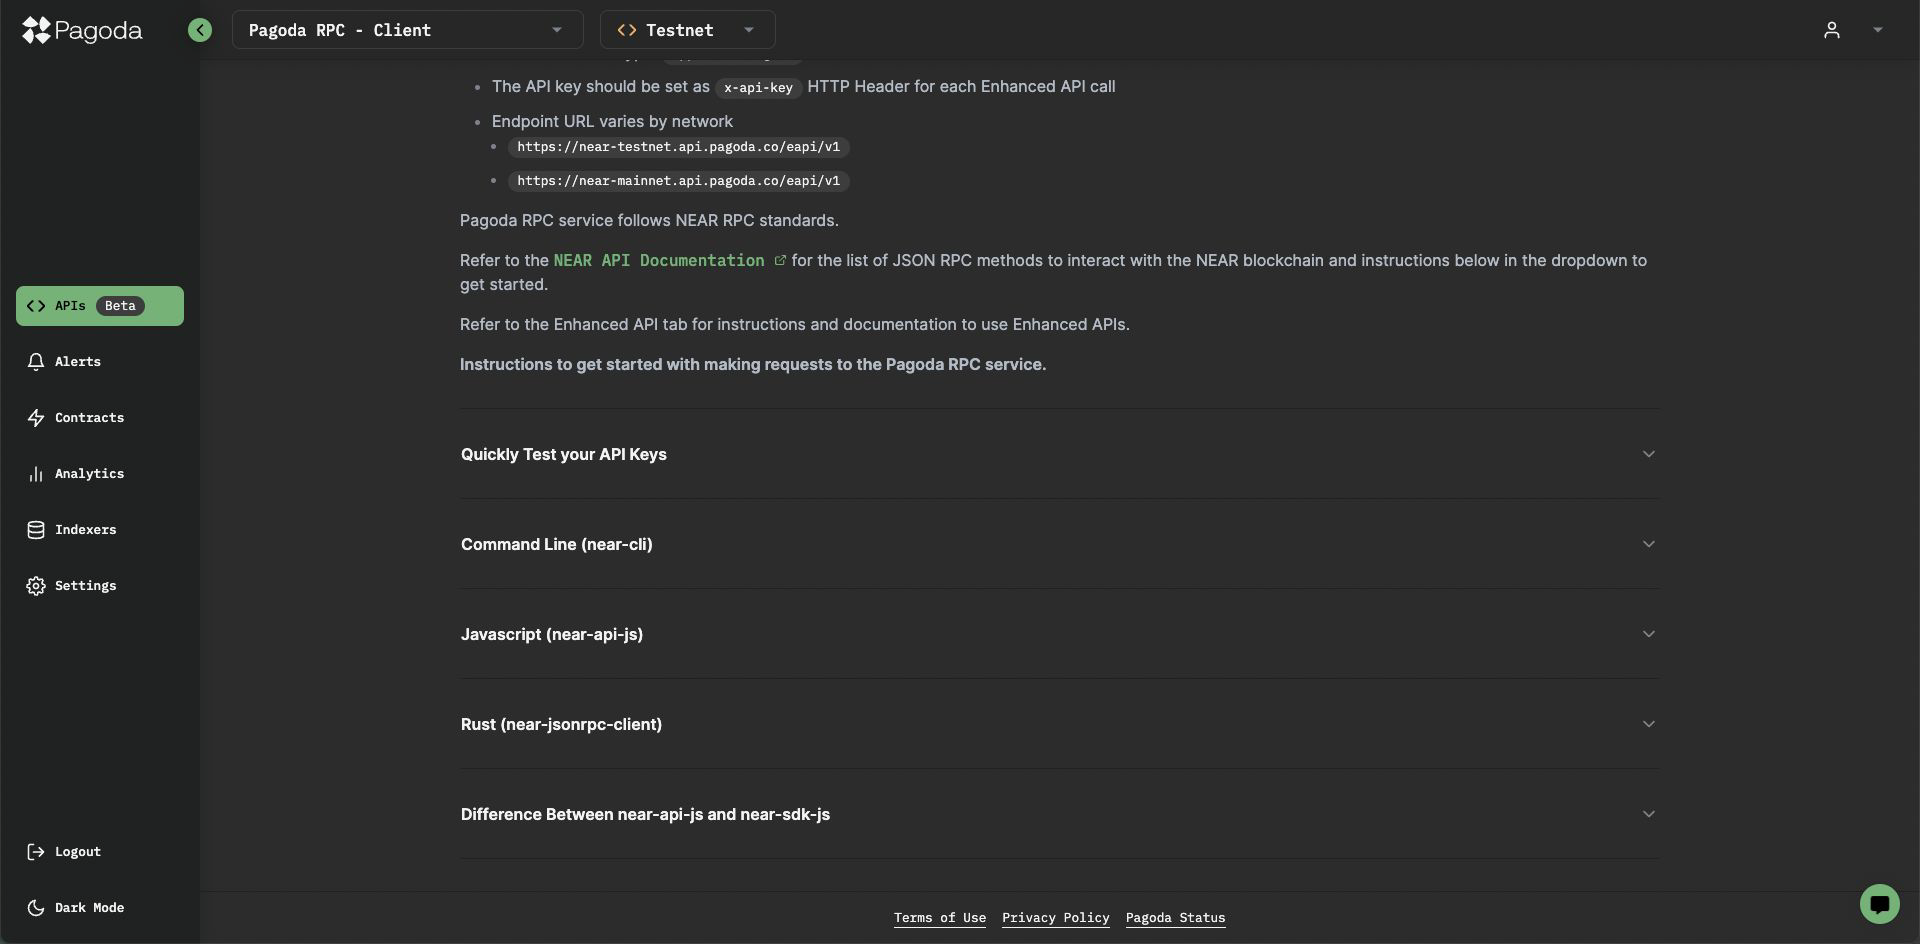 Pagoda
Pagoda RPC - Client
Testnet
The API key should be set as x-api-key HTTP Header for each Enhanced API call
Endpoint URL varies by network
https://near-testnet.api.pagoda.co/eapi/v1
https://near-mainnet.api.pagoda.co/eapi/v1
Pagoda RPC service follows NEAR RPC standards.
Refer to the NEAR API Documentation for the list of JSON RPC methods to interact with the NEAR blockchain and instructions below in the dropdown to
get started.
Refer to the Enhanced API tab for instructions and documentation to use Enhanced APIs.
Instructions to get started with making requests to the Pagoda RPC service.
Quickly Test your API Keys
Command Line (near-cli)
Javascript (near-api-js)
Rust (near-jsonrpc-client)
Difference Between near-api-js and near-sdk-js
APIs Beta
Alerts
Contracts
Analytics
Indexers
Settings
Logout
Dark Mode
Terms of Use
Privacy Policy
Pagoda Status